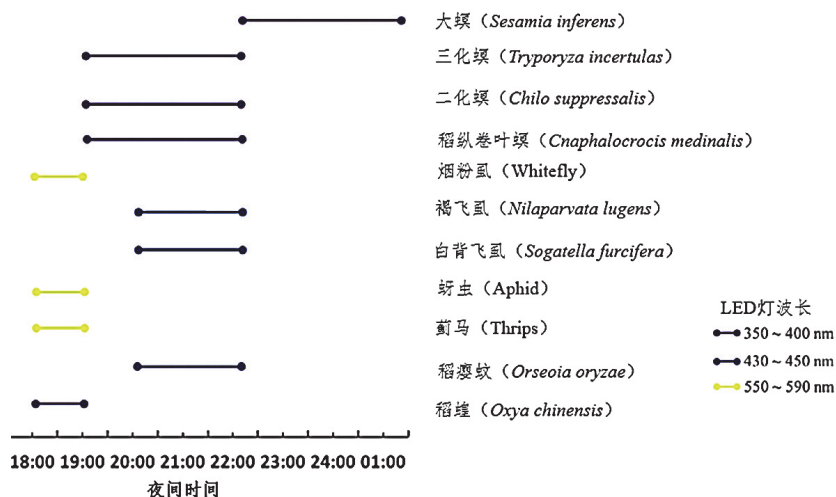 大螟（Sesamia inferens）
三化螟（Tryporyza incertulas）
二化螟（Chilo suppressalis）
稻纵卷叶螟（Cnaphalocrocis medinalis）
烟粉虱（Whitefly）
褐飞虱（Nilaparvata lugens）
白背飞虱（Sogatella furcifera）
蚜虫（Aphid）
蓟马（Thrips）
稻瘿蚊（Orseoia oryzae）
稻蝗（Oxya chinensis）
LED灯波长
350～400 nm
430～450 nm
550～590 nm
18:00 19:00 20:00 21:00 22:00 23:00 24:00 01:00
夜间时间